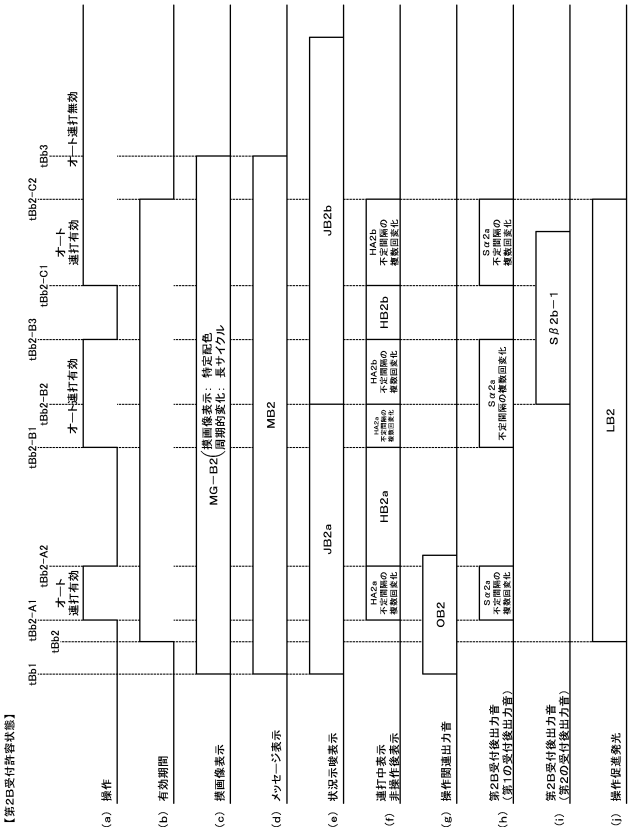 【第2B受付許容状態】
tBb1
tBb2
tBb2-A1
tBb2-A2
tBb2-B1
tBb2-B2
tBb2-B3
tBb2-C1
tBb2-C2
tBb3
(a) 操作
オート
連打有効
オート連打有効
オート
連打有効
オート連打無効
(b) 有効期間
(c) 摸画像表示
MG-B2(摸画像表示:特定配色
周期的変化:長サイクル
(d) メッセージ表示
MB2
(e) 状況示唆表示
JB2a
JB2b
(f) 連打中表示
非操作後表示
HA2a
不定間隔の
複数回変化
HB2a
HA2a
不定間隔の
複数回変化
HA2b
不定間隔の
複数回変化
HB2b
HA2b
不定間隔の
複数回変化
(g) 操作関連出力音
OB2
(h) 第2B受付後出力音
(第1の受付後出力音)
Sα2a
不定間隔の
複数回変化
Sα2a
不定間隔の複数回変化
Sα2a
不定間隔の
複数回変化
(i) 第2B受付後出力音
(第2の受付後出力音)
Sβ2b-1
(j) 操作促進発光
LB2